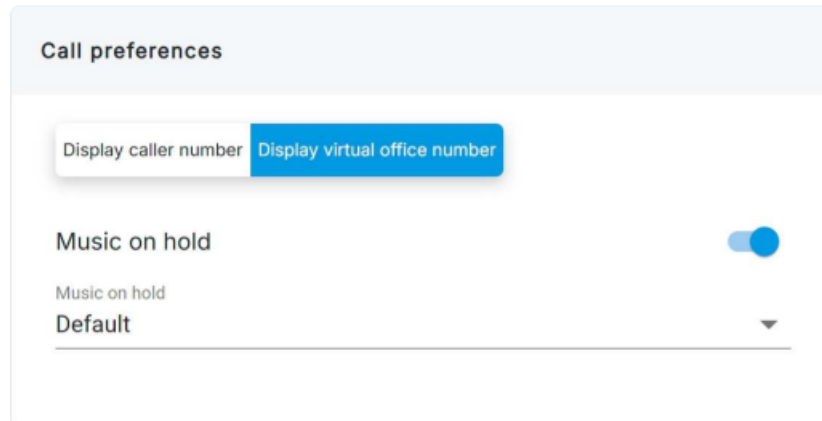 Call preferences
Display caller number Display virtual office number
Music on hold
Music on hold
Default